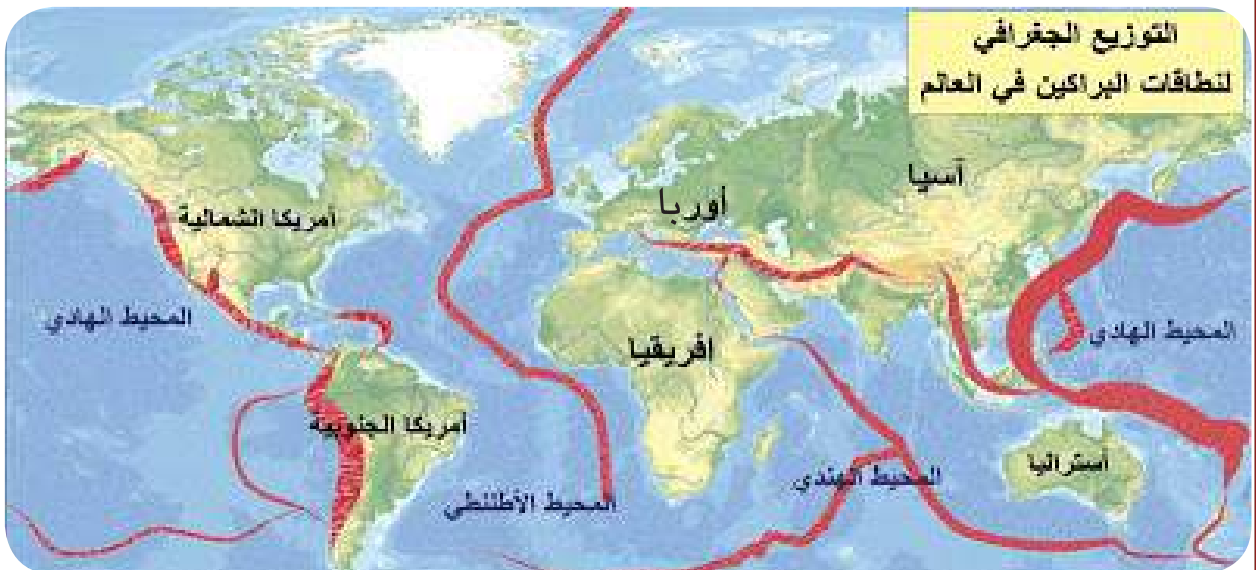 التوزيع الجغرافي
لنطاقات البراكين في العالم
آسيا
أوربا
أمريكا الشمالية
المحيط الهادي
المحيط الهادي
إفريقيا
أمريكا الجنوبية
أستراليا
المحيط الهندي
المحيط الأطلنطي